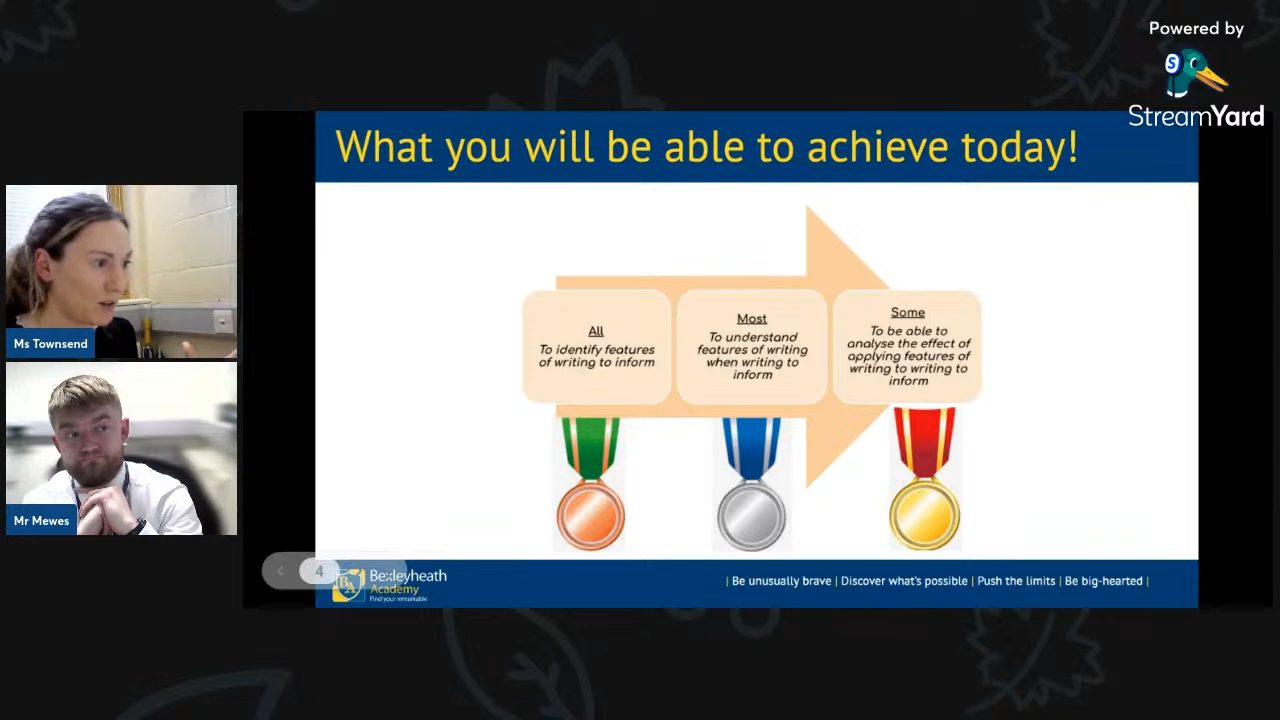 Powered by
StreamYard
What you will be able to achieve today!
All
To identify features
of writing to inform
Most
To understand
features of writing
when writing to
inform
Some
To be able to
analyse the effect of
applying features of
writing to writing to
inform
Ms Townsend
Mr Mewes
4
BA
Bexleyheath
Academy
Find your remarkable
| Be unusually brave | Discover what's possible | Push the limits | Be big-hearted |